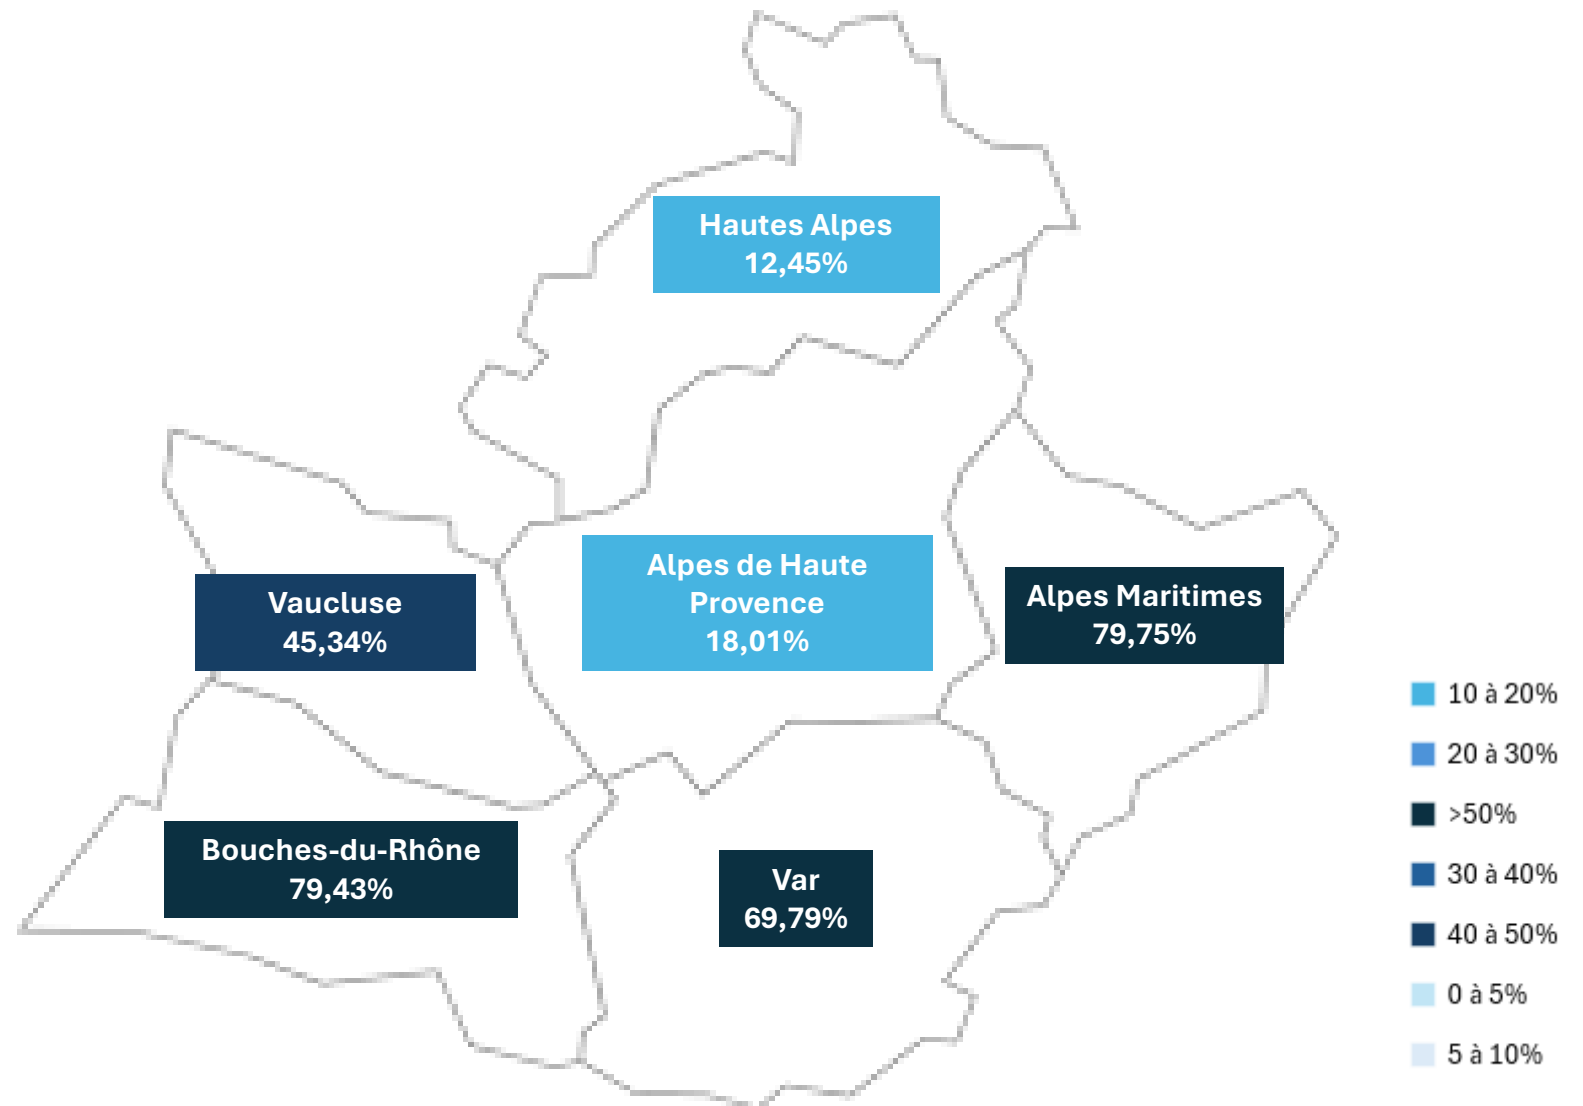 Hautes Alpes
12,45%
Alpes de Haute
Provence
18,01%
Alpes Maritimes
79,75%
Vaucluse
45,34%
Bouches-du-Rhône
79,43%
Var
69,79%
10 à 20%
20 à 30%
>50%
30 à 40%
40 à 50%
0 à 5%
5 à 10%